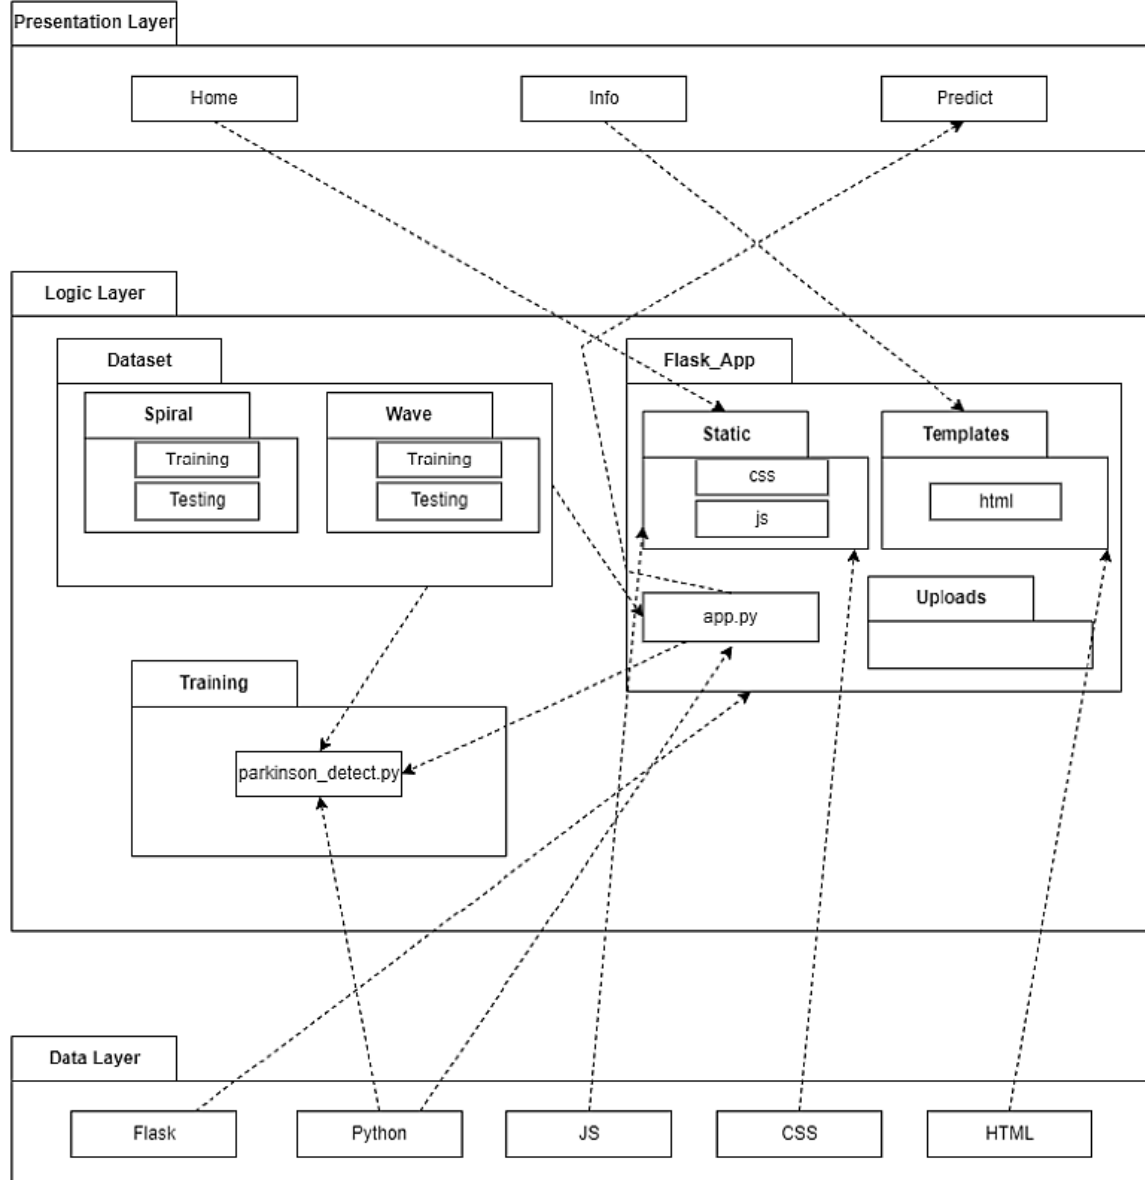 Presentation Layer
Home
Info
Predict
Logic Layer
Dataset
Spiral
Training
Testing
Wave
Training
Testing
Flask_App
Static
css
js
Templates
html
app.py
Uploads
Training
parkinson_detect.py
Data Layer
Flask
Python
JS
CSS
HTML